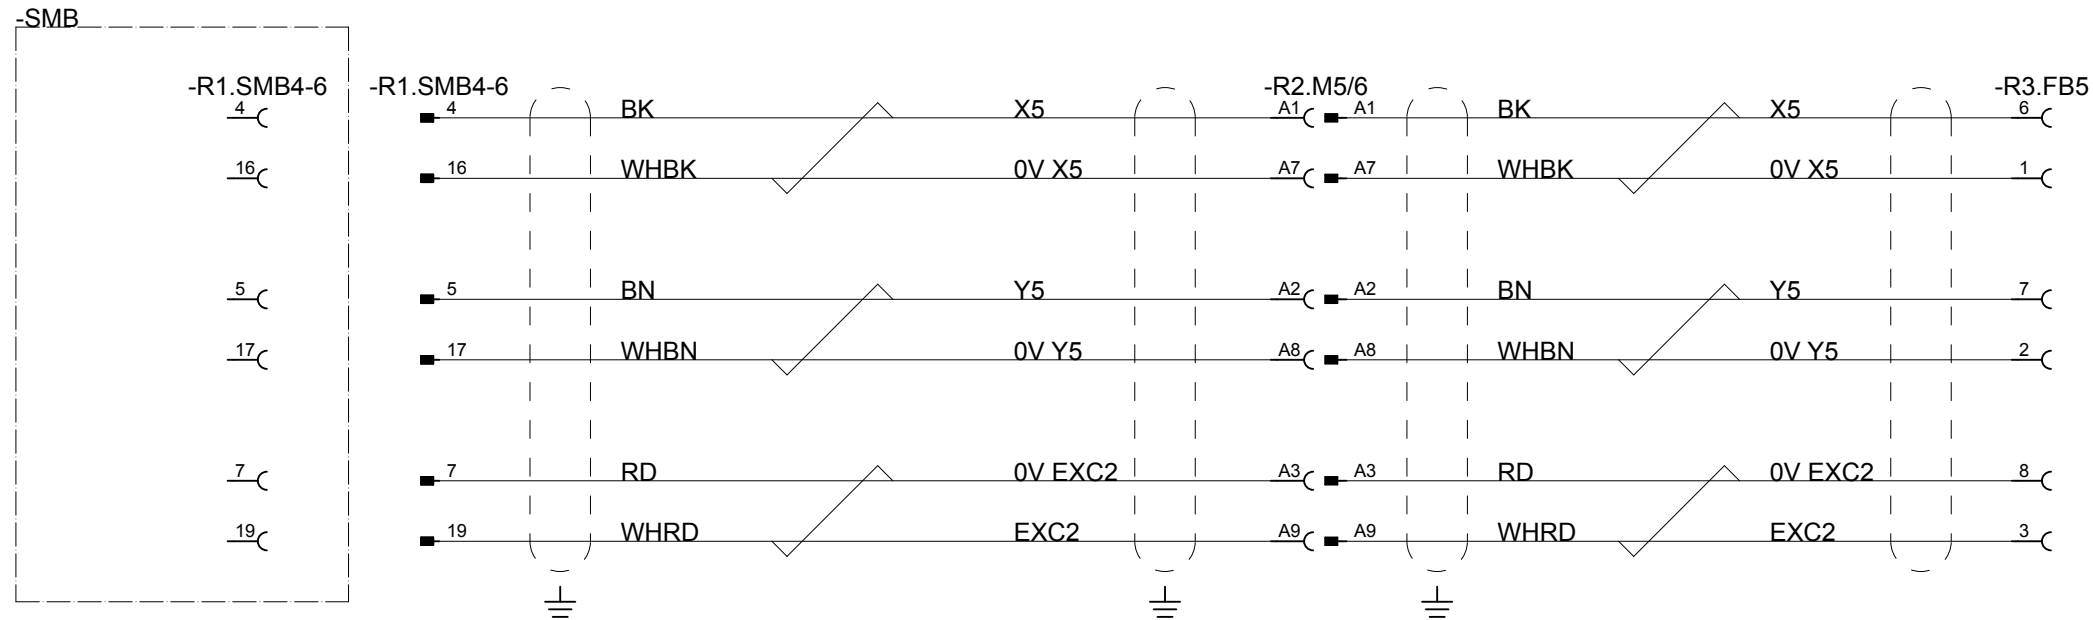 -SMB
-R1.SMB4-6 -R1.SMB4-6 -R2.M5/6 -R3.FB5
4 4 BK X5 A1 A1 BK X5 6
16 16 WHBK 0V X5 A7 A7 WHBK 0V X5 1
5 5 BN Y5 A2 A2 BN Y5 7
17 17 WHBN 0V Y5 A8 A8 WHBN 0V Y5 2
7 7 RD 0V EXC2 A3 A3 RD 0V EXC2 8
19 19 WHRD EXC2 A9 A9 WHRD EXC2 3